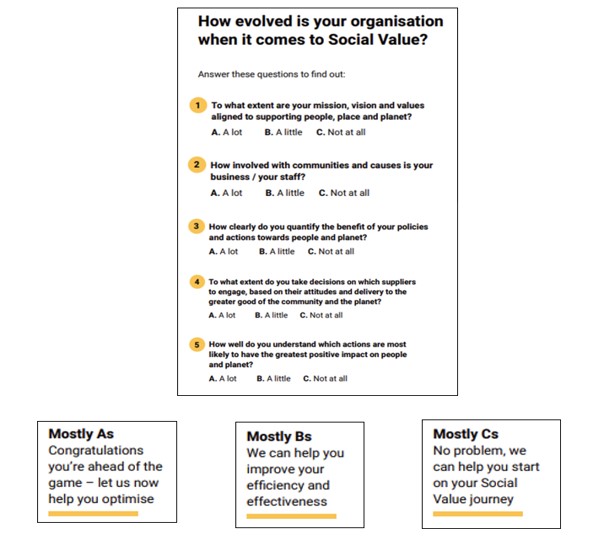 How evolved is your organisation
when it comes to Social Value?
Answer these questions to find out:
1 To what extent are your mission, vision and values
aligned to supporting people, place and planet?
A. A lot B. A little C. Not at all
2 How involved with communities and causes is your
business / your staff?
A. A lot B. A little C. Not at all
3 How clearly do you quantify the benefit of your policies
and actions towards people and planet?
A. A lot B. A little C. Not at all
4 To what extent do you take decisions on which suppliers
to engage, based on their attitudes and delivery to the
greater good of the community and the planet?
A. A lot B. A little C. Not at all
5 How well do you understand which actions are most
likely to have the greatest positive impact on people
and planet?
A. A lot B. A little C. Not at all
Mostly As
Congratulations
you're ahead of the
game – let us now
help you optimise
Mostly Bs
We can help you
improve your
efficiency and
effectiveness
Mostly Cs
No problem, we
can help you start
on your Social
Value journey